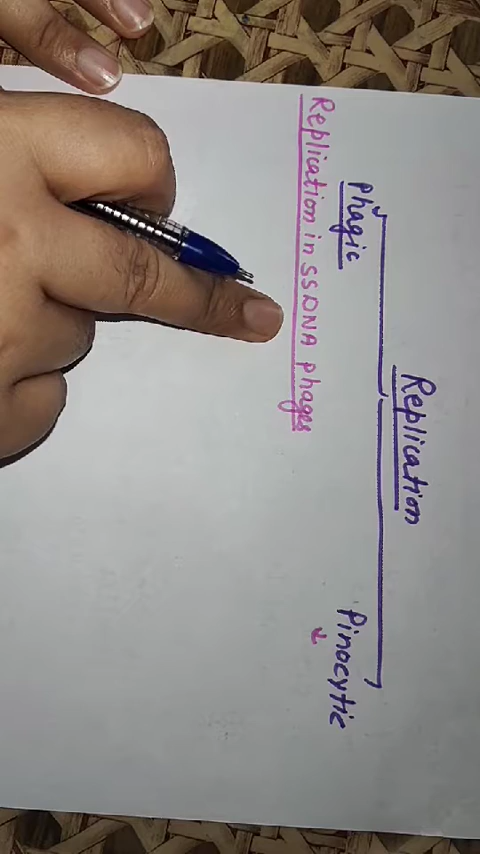 Replication
phagic
Pinocytic
Replication in SSDNA phages